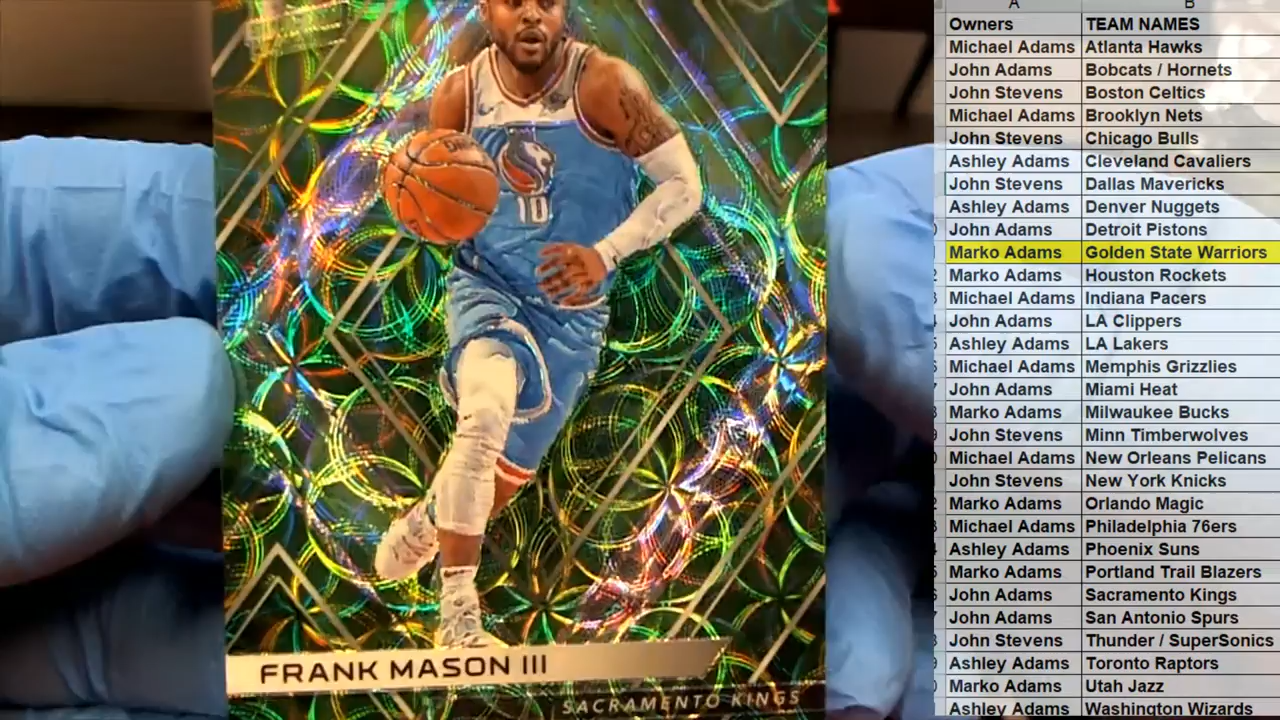 A B
Owners TEAM NAMES
Michael Adams Atlanta Hawks
John Adams Bobcats / Hornets
John Stevens Boston Celtics
Michael Adams Brooklyn Nets
John Stevens Chicago Bulls
Ashley Adams Cleveland Cavaliers
John Stevens Dallas Mavericks
Ashley Adams Denver Nuggets
John Adams Detroit Pistons
Marko Adams Golden State Warriors
Marko Adams Houston Rockets
Michael Adams Indiana Pacers
John Adams LA Clippers
Ashley Adams LA Lakers
Michael Adams Memphis Grizzlies
John Adams Miami Heat
Marko Adams Milwaukee Bucks
John Stevens Minn Timberwolves
Michael Adams New Orleans Pelicans
John Stevens New York Knicks
Marko Adams Orlando Magic
Michael Adams Philadelphia 76ers
Ashley Adams Phoenix Suns
Marko Adams Portland Trail Blazers
John Adams Sacramento Kings
John Adams San Antonio Spurs
John Stevens Thunder / SuperSonics
Ashley Adams Toronto Raptors
Marko Adams Utah Jazz
Ashley Adams Washington Wizards
10
FRANK MASON III
SACRAMENTO KINGS